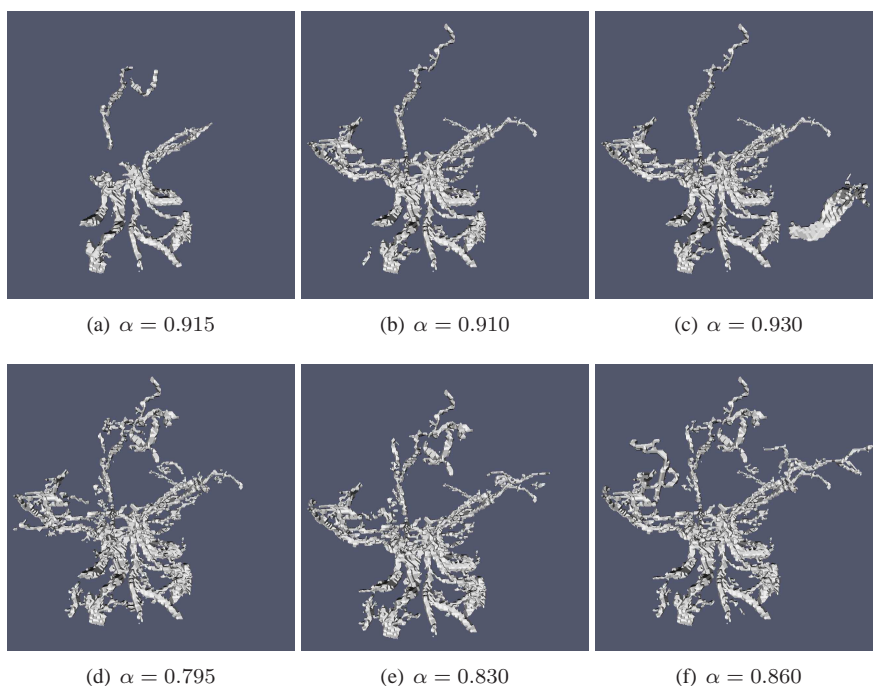 (a) α = 0.915
(b) α = 0.910
(c) α = 0.930
(d) α = 0.795
(e) α = 0.830
(f) α = 0.860